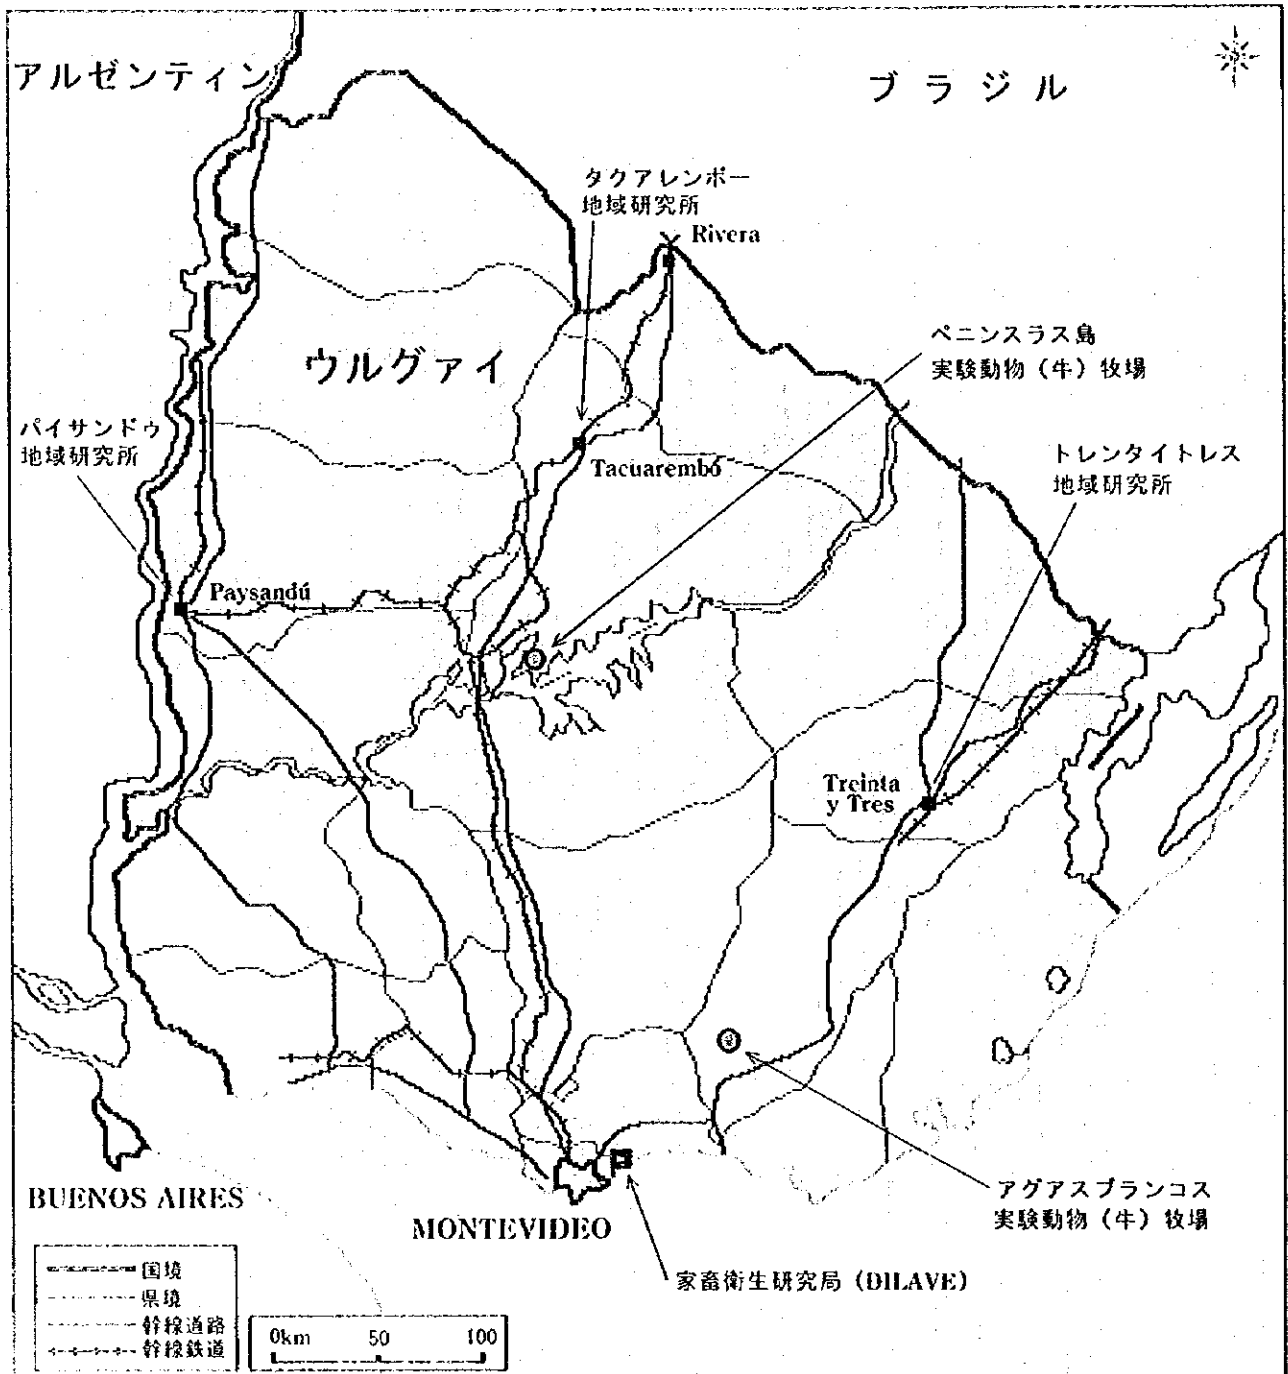 アルゼンティン
ブラジル
タクアレンボー
地域研究所
Rivera
ペニンスラス島
実験動物(牛)牧場
ウルグァイ
パイサンドゥ
地域研究所
Tacuarembó
トレンタイトレス
地域研究所
Paysandú
Treinta
y Tres
BUENOS AIRES
MONTEVIDEO
アグアスブランコス
実験動物(牛)牧場
家畜衛生研究局(DILAVE)
国境
県境
幹線道路
幹線鉄道
0km 50 100